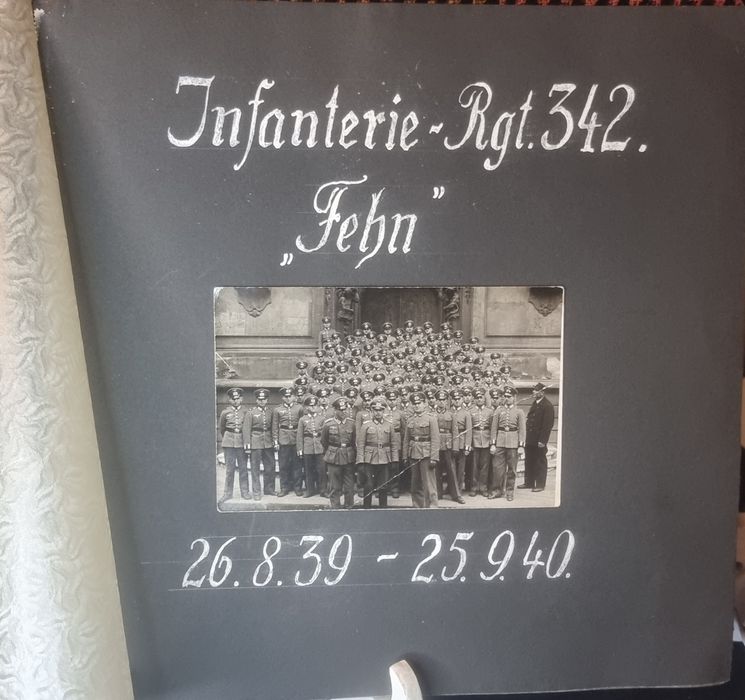 Infanterie-Rgt. 342.
„Fehn”
26.8.39 - 25.9.40.